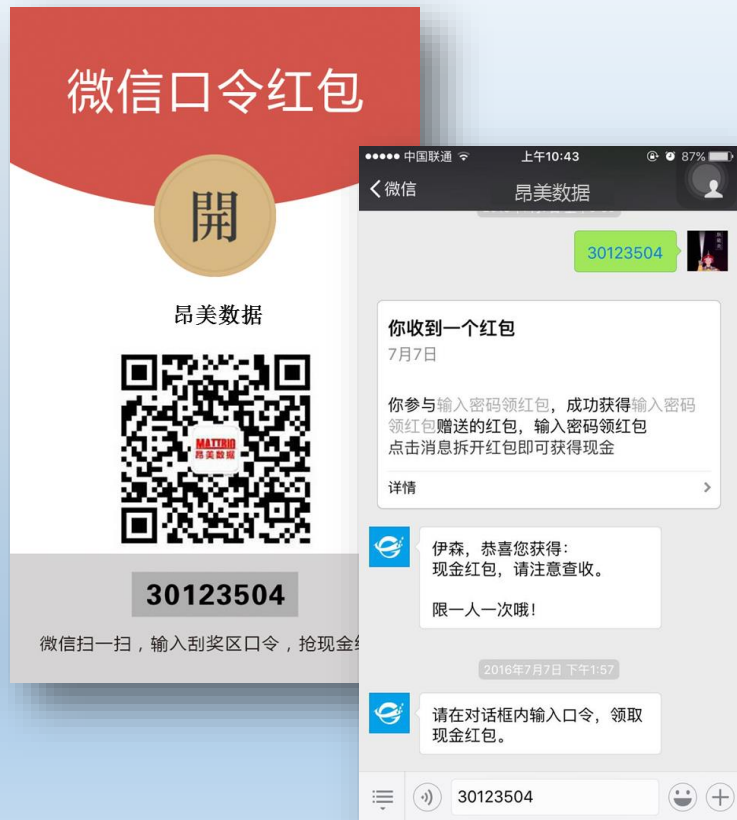 微信口令红包
開
昂美数据
MATTRIO
昂美数据
30123504
微信扫一扫，输入刮奖区口令，抢现金
中国联通
上午10:43
87%
微信
昂美数据
30123504
你收到一个红包
7月7日
你参与输入密码领红包，成功获得输入密码
领红包赠送的红包，输入密码领红包
点击消息拆开红包即可获得现金
详情
伊森，恭喜您获得：
现金红包，请注意查收。
限一人一次哦！
2016年7月7日 下午1:57
请在对话框内输入口令，领取
现金红包。
30123504